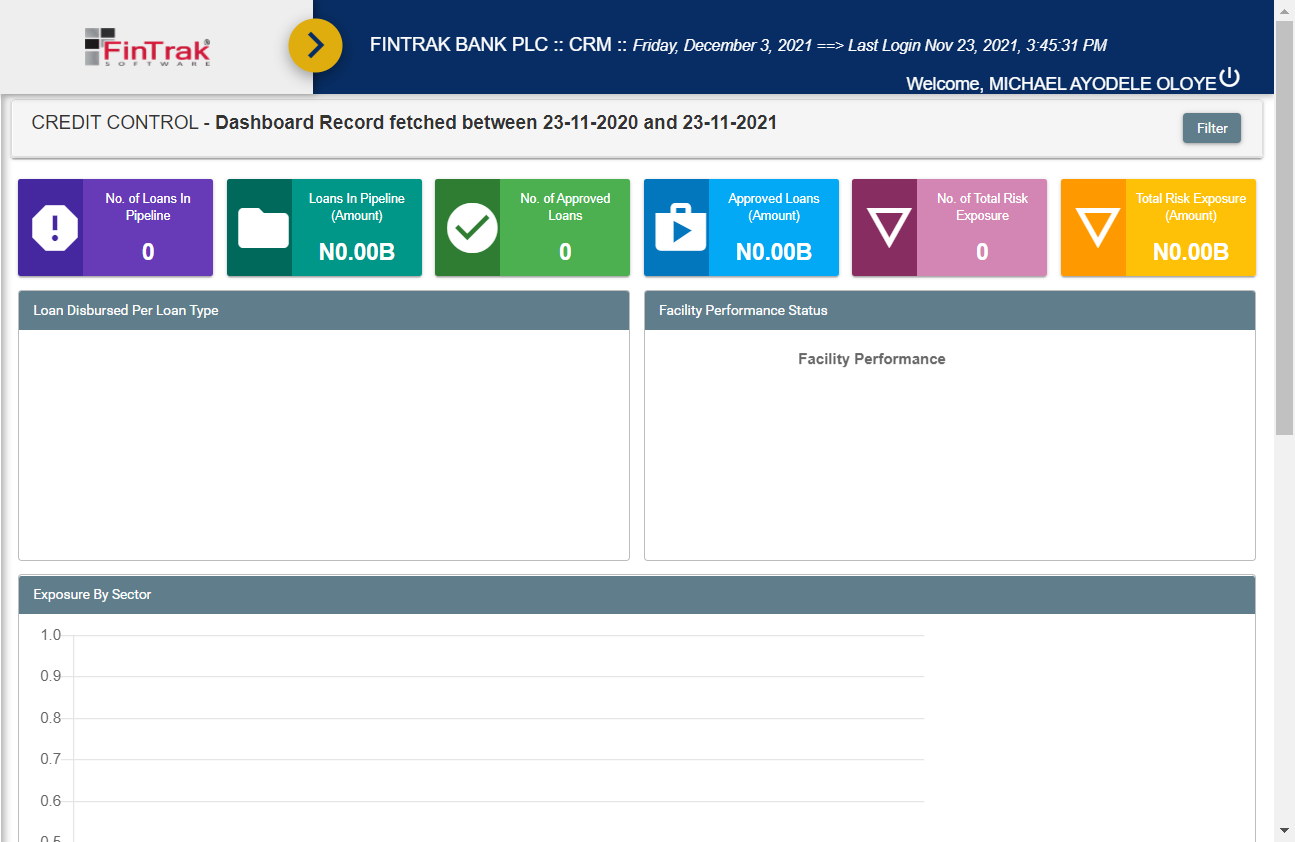 FinTrak®
SOFTWARE
FINTRAK BANK PLC :: CRM :: Friday, December 3, 2021 ==> Last Login Nov 23, 2021, 3:45:31 PM
Welcome, MICHAEL AYODELE OLOYE
CREDIT CONTROL - Dashboard Record fetched between 23-11-2020 and 23-11-2021
Filter
No. of Loans In
Pipeline
0
Loans In Pipeline
(Amount)
N0.00B
No. of Approved
Loans
0
Approved Loans
(Amount)
N0.00B
No. of Total Risk
Exposure
0
Total Risk Exposure
(Amount)
N0.00B
Loan Disbursed Per Loan Type
Facility Performance Status
Facility Performance
Exposure By Sector
1.0
0.9
0.8
0.7
0.6
0.5